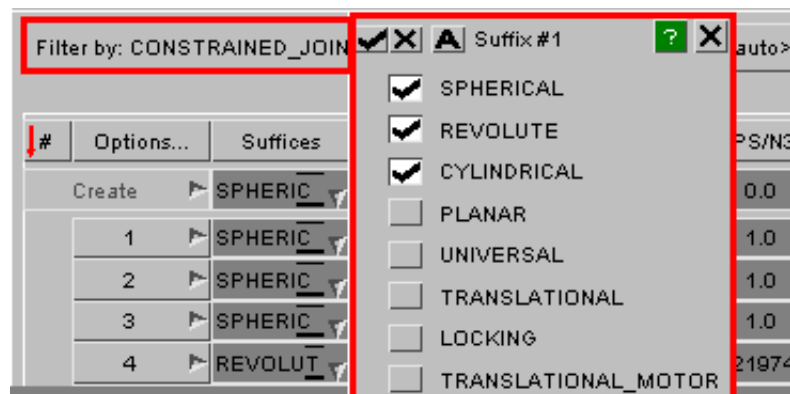 Filter by: CONSTRAINED_JOIN
A Suffix #1 ?
auto>
SPHERICAL
REVOLUTE
CYLINDRICAL
PLANAR
UNIVERSAL
TRANSLATIONAL
LOCKING
TRANSLATIONAL_MOTOR
# Options... Suffices PS/N3
Create SPHERIC 0.0
1 SPHERIC 1.0
2 SPHERIC 1.0
3 SPHERIC 1.0
4 REVOLUT 21974